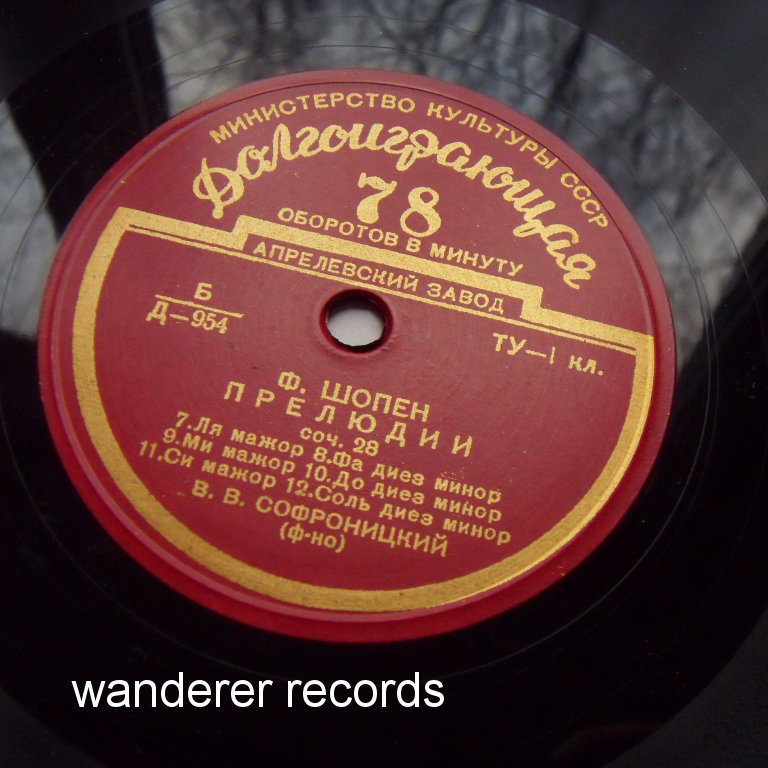 МИНИСТЕРСТВО КУЛЬТУРЫ СССР
Долгоиграющая
78
ОБОРОТОВ В МИНУТУ
АПРЕЛЕВСКИЙ ЗАВОД
Б
Д—954
ТУ—1 кл.
Ф. ШОПЕН
ПРЕЛЮДИИ
соч. 28
7.Ля мажор 8.Фа диез минор
9.Ми мажор 10.До диез минор
11.Си мажор 12.Соль диез минор
В. В. СОФРОНИЦКИЙ
(ф-но)
wanderer records